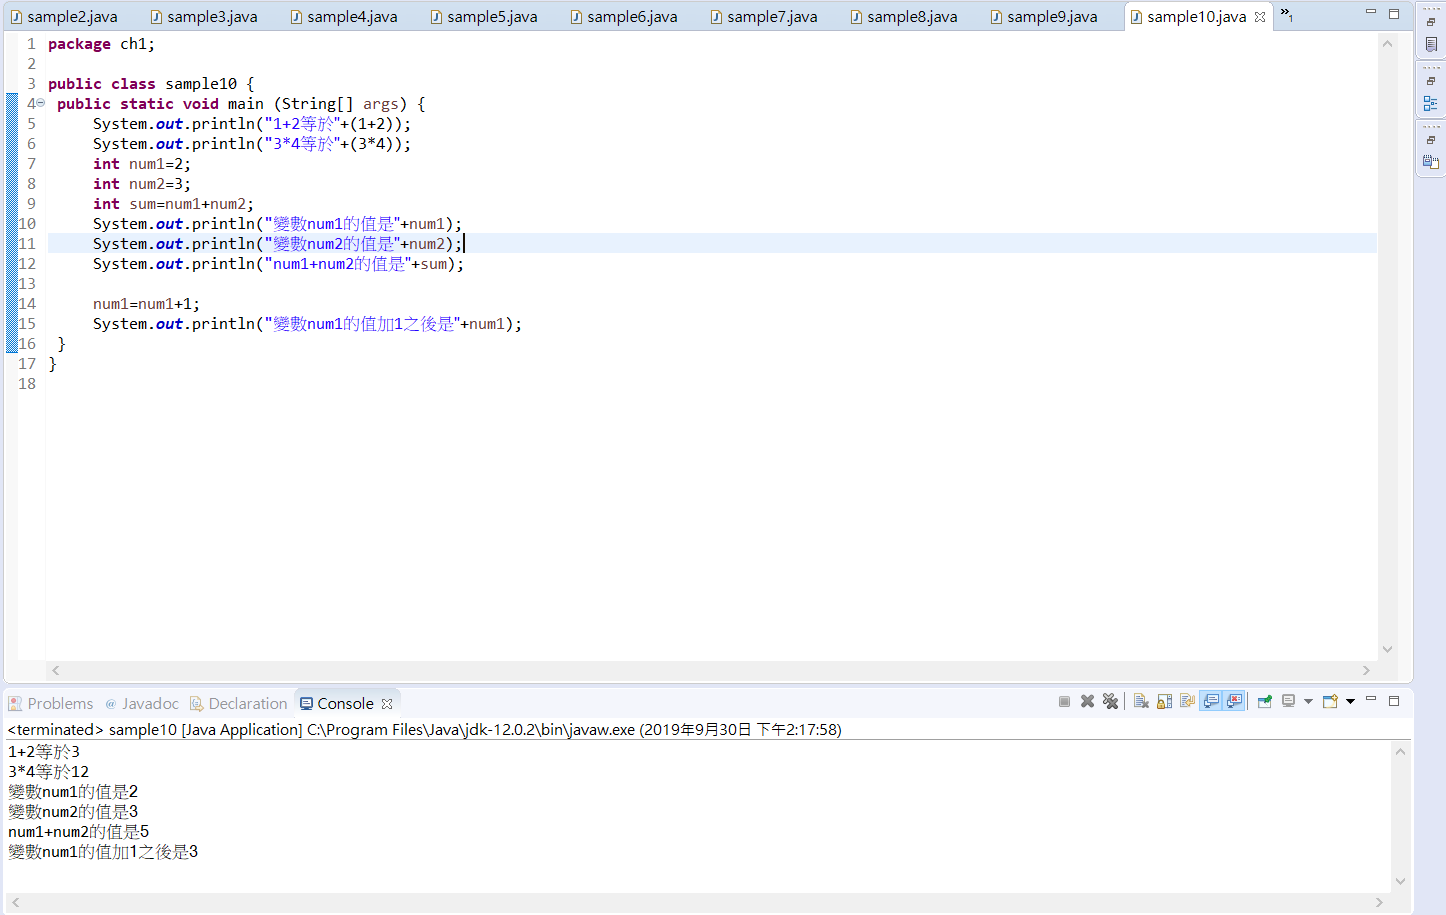 sample2.java sample3.java sample4.java sample5.java sample6.java sample7.java sample8.java sample9.java sample10.java »1
1 package ch1;
2
3 public class sample10 {
4 public static void main (String[] args) {
5 System.out.println("1+2等於"+(1+2));
6 System.out.println("3*4等於"+(3*4));
7 int num1=2;
8 int num2=3;
9 int sum=num1+num2;
10 System.out.println("變數num1的值是"+num1);
11 System.out.println("變數num2的值是"+num2);
12 System.out.println("num1+num2的值是"+sum);
13
14 num1=num1+1;
15 System.out.println("變數num1的值加1之後是"+num1);
16 }
17 }
18
Problems @ Javadoc Declaration Console
<terminated> sample10 [Java Application] C:\Program Files\Java\jdk-12.0.2\bin\javaw.exe (2019年9月30日 下午2:17:58)
1+2等於3
3*4等於12
變數num1的值是2
變數num2的值是3
num1+num2的值是5
變數num1的值加1之後是3